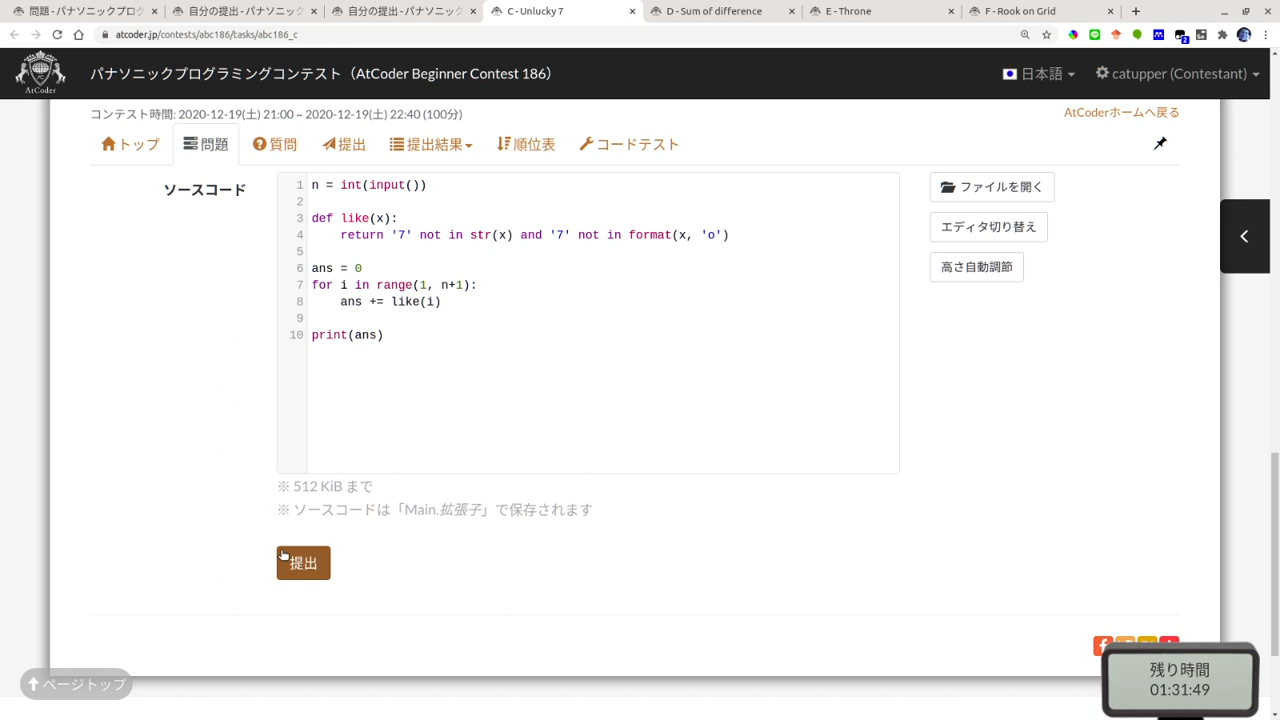 問題 - パナソニックプログ
自分の提出 - パナソニック
自分の提出 - パナソニック
C - Unlucky 7
D - Sum of difference
E - Throne
F - Rook on Grid
atcoder.jp/contests/abc186/tasks/abc186_c
パナソニックプログラミングコンテスト（AtCoder Beginner Contest 186）
日本語
catupper (Contestant)
コンテスト時間: 2020-12-19(土) 21:00 ~ 2020-12-19(土) 22:40 (100分)
AtCoderホームへ戻る
トップ
問題
質問
提出
提出結果
順位表
コードテスト
ソースコード
1 n = int(input())
2
3 def like(x):
4     return '7' not in str(x) and '7' not in format(x, 'o')
5
6 ans = 0
7 for i in range(1, n+1):
8     ans += like(i)
9
10 print(ans)
ファイルを開く
エディタ切り替え
高さ自動調節
※ 512 KiB まで
※ ソースコードは「Main.拡張子」で保存されます
提出
ページトップ
残り時間
01:31:49